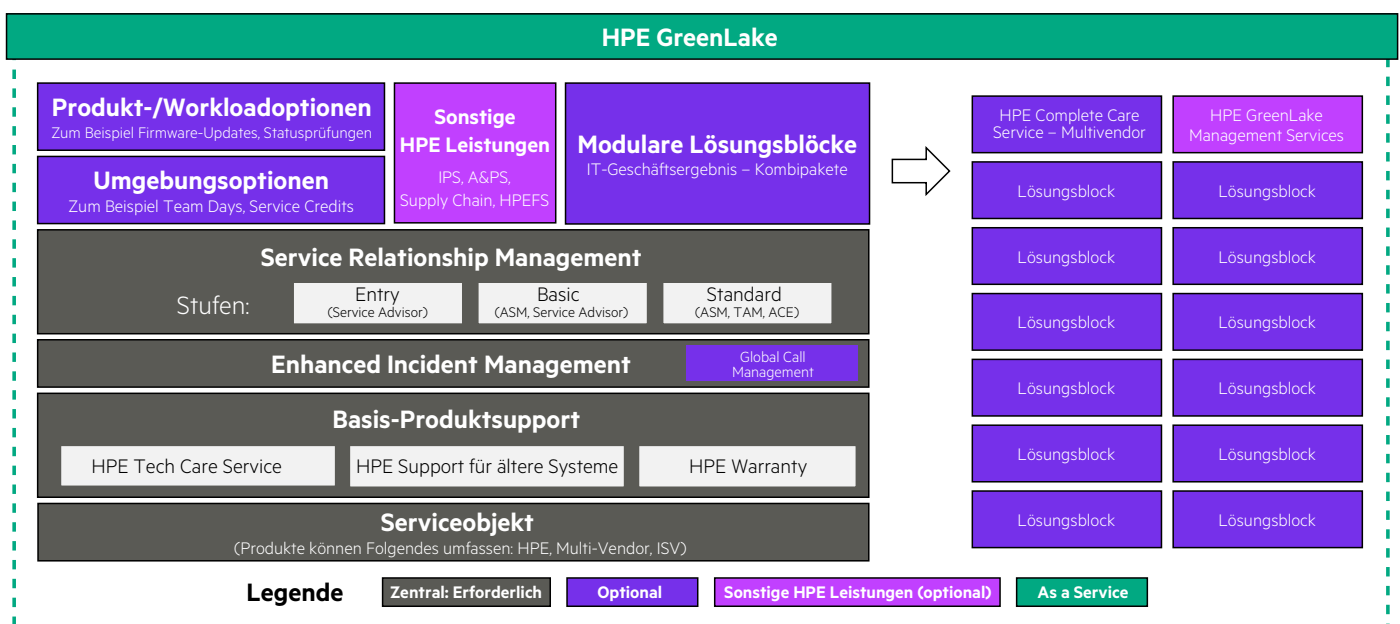 HPE GreenLake
Produkt-/Workloadoptionen
Zum Beispiel Firmware-Updates, Statusprüfungen
Umgebungsoptionen
Zum Beispiel Team Days, Service Credits
Sonstige
HPE Leistungen
IPS, A&PS,
Supply Chain, HPEFS
Modulare Lösungsblöcke
IT-Geschäftsergebnis – Kombipakete
Service Relationship Management
Stufen:
Entry
(Service Advisor)
Basic
(ASM, Service Advisor)
Standard
(ASM, TAM, ACE)
Enhanced Incident Management
Global Call
Management
Basis-Produktsupport
HPE Tech Care Service
HPE Support für ältere Systeme
HPE Warranty
Serviceobjekt
(Produkte können Folgendes umfassen: HPE, Multi-Vendor, ISV)
HPE Complete Care
Service – Multivendor
HPE GreenLake
Management Services
Lösungsblock
Lösungsblock
Lösungsblock
Lösungsblock
Lösungsblock
Lösungsblock
Lösungsblock
Lösungsblock
Lösungsblock
Lösungsblock
Lösungsblock
Lösungsblock
Legende
Zentral: Erforderlich
Optional
Sonstige HPE Leistungen (optional)
As a Service